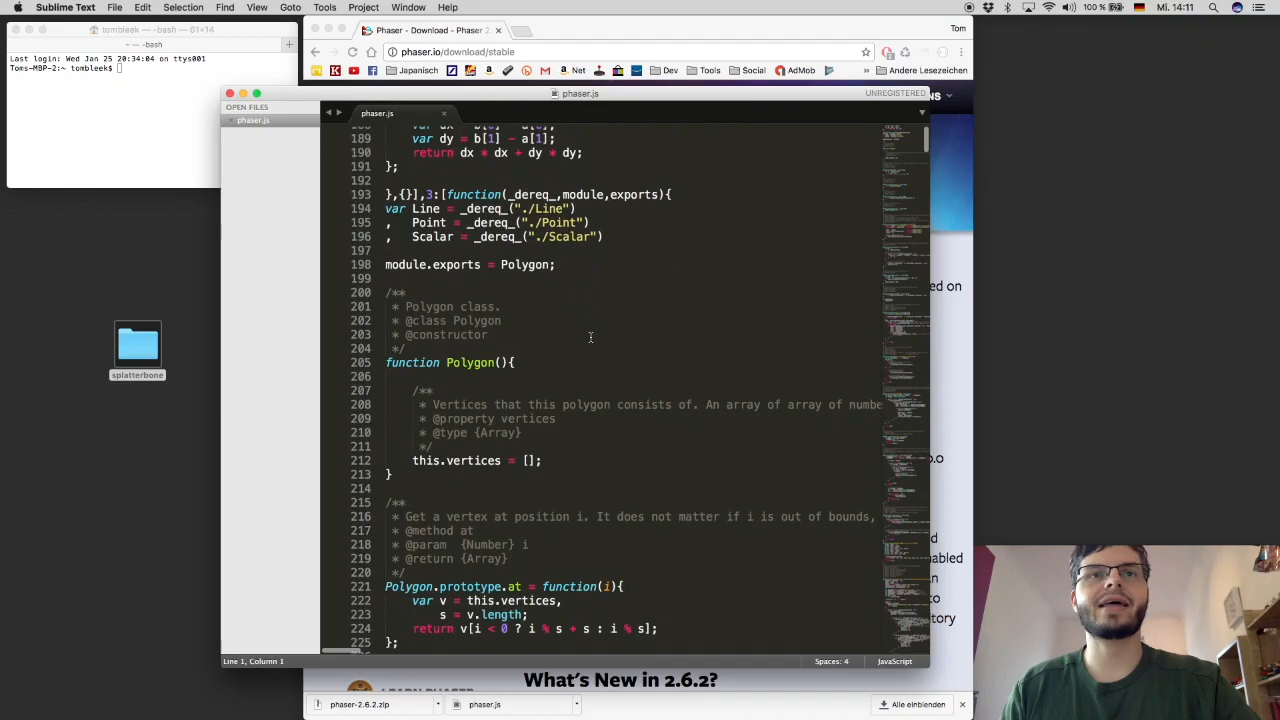 Sublime Text File Edit Selection Find View Goto Tools Project Window Help
100 % Mi. 14:11
tombleek — -bash — 61×14
~ — -bash
Last login: Wed Jan 25 20:34:04 on ttys001
Toms-MBP-2:~ tombleek$
splatterbone
Phaser - Download - Phaser 2
Tom
phaser.io/download/stable
Japanisch
Amazon
Net
Dev
Tools
Social
AdMob
Andere Lesezeichen
phaser.js
UNREGISTERED
NS
OPEN FILES
phaser.js
phaser.js
189 var dy = b[1] - a[1];
190 return dx * dx + dy * dy;
191 };
192
193 },{}],3:[function(_dereq_,module,exports){
194 var Line = _dereq_("./Line")
195 , Point = _dereq_("./Point")
196 , Scalar = _dereq_("./Scalar")
197
198 module.exports = Polygon;
199
200 /**
201 * Polygon class.
202 * @class Polygon
203 * @constructor
204 */
205 function Polygon(){
206
207 /**
208 * Vertices that this polygon consists of. An array of array of numbe
209 * @property vertices
210 * @type {Array}
211 */
212 this.vertices = [];
213 }
214
215 /**
216 * Get a vertex at position i. It does not matter if i is out of bounds,
217 * @method at
218 * @param {Number} i
219 * @return {Array}
220 */
221 Polygon.prototype.at = function(i){
222 var v = this.vertices,
223 s = v.length;
224 return v[i < 0 ? i % s + s : i % s];
225 };
Line 1, Column 1
Spaces: 4
JavaScript
ed on
o.o
d
abled
n
to
tory
What's New in 2.6.2?
LEARN PHASER
phaser-2.6.2.zip
phaser.js
Alle einblenden